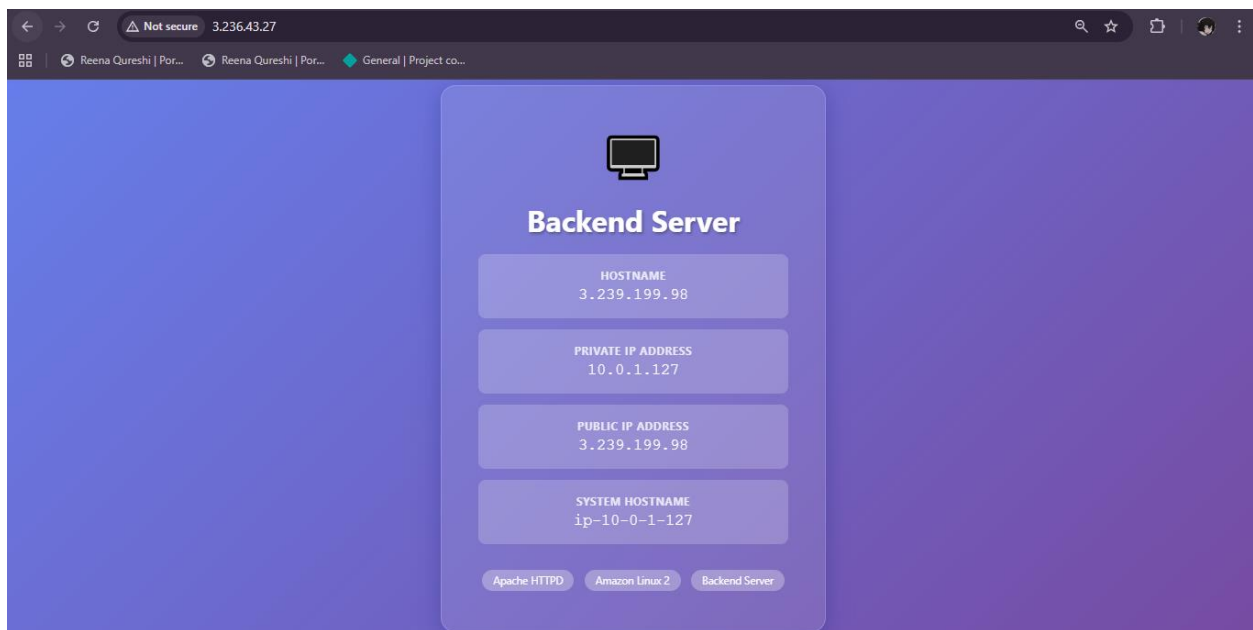 Not secure 3.236.43.27
Reena Qureshi | Por... Reena Qureshi | Por... General | Project co...
Backend Server
HOSTNAME
3.239.199.98
PRIVATE IP ADDRESS
10.0.1.127
PUBLIC IP ADDRESS
3.239.199.98
SYSTEM HOSTNAME
ip-10-0-1-127
Apache HTTPD Amazon Linux 2 Backend Server